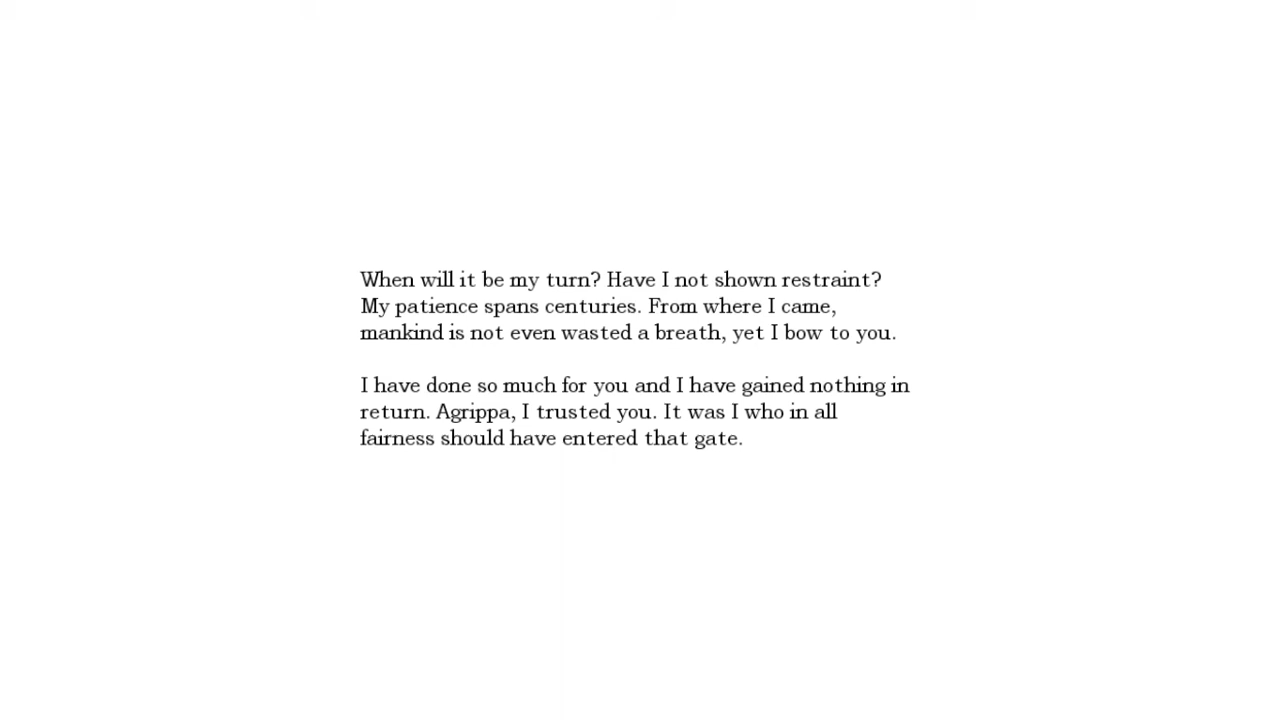 When will it be my turn? Have I not shown restraint?
My patience spans centuries. From where I came,
mankind is not even wasted a breath, yet I bow to you.
I have done so much for you and I have gained nothing in
return. Agrippa, I trusted you. It was I who in all
fairness should have entered that gate.